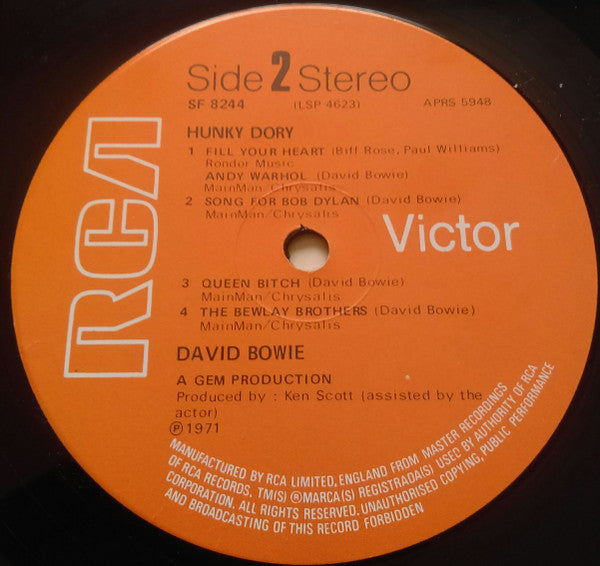 RCA
Side 2 Stereo
SF 8244 (LSP 4623) APRS 5948
HUNKY DORY
1 FILL YOUR HEART (Biff Rose, Paul Williams)
Rondor Music
ANDY WARHOL (David Bowie)
MainMan/Chrysalis
2 SONG FOR BOB DYLAN (David Bowie)
MainMan/Chrysalis
Victor
3 QUEEN BITCH (David Bowie)
MainMan/Chrysalis
4 THE BEWLAY BROTHERS (David Bowie)
MainMan/Chrysalis
DAVID BOWIE
A GEM PRODUCTION
Produced by : Ken Scott (assisted by the
actor)
Ⓟ1971
MANUFACTURED BY RCA LIMITED, ENGLAND FROM MASTER RECORDINGS
OF RCA RECORDS. TM(S) ® MARCA(S) REGISTRADA(S) USED BY AUTHORITY OF RCA
CORPORATION. ALL RIGHTS RESERVED. UNAUTHORISED COPYING, PUBLIC PERFORMANCE
AND BROADCASTING OF THIS RECORD FORBIDDEN